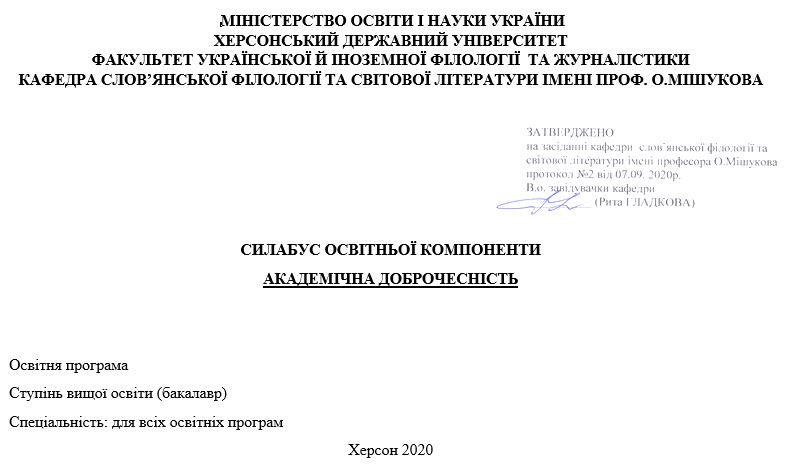 МІНІСТЕРСТВО ОСВІТИ І НАУКИ УКРАЇНИ
ХЕРСОНСЬКИЙ ДЕРЖАВНИЙ УНІВЕРСИТЕТ
ФАКУЛЬТЕТ УКРАЇНСЬКОЇ Й ІНОЗЕМНОЇ ФІЛОЛОГІЇ ТА ЖУРНАЛІСТИКИ
КАФЕДРА СЛОВ’ЯНСЬКОЇ ФІЛОЛОГІЇ ТА СВІТОВОЇ ЛІТЕРАТУРИ ІМЕНІ ПРОФ. О.МІШУКОВА
ЗАТВЕРДЖЕНО
на засіданні кафедри слов`янської філології та
світової літератури імені професора О.Мішукова
протокол №2 від 07.09. 2020р.
В.о. завідувачки кафедри
(Рита ГЛАДКОВА)
СИЛАБУС ОСВІТНЬОЇ КОМПОНЕНТИ
АКАДЕМІЧНА ДОБРОЧЕСНІСТЬ
Освітня програма
Ступінь вищої освіти (бакалавр)
Спеціальність: для всіх освітніх програм
Херсон 2020